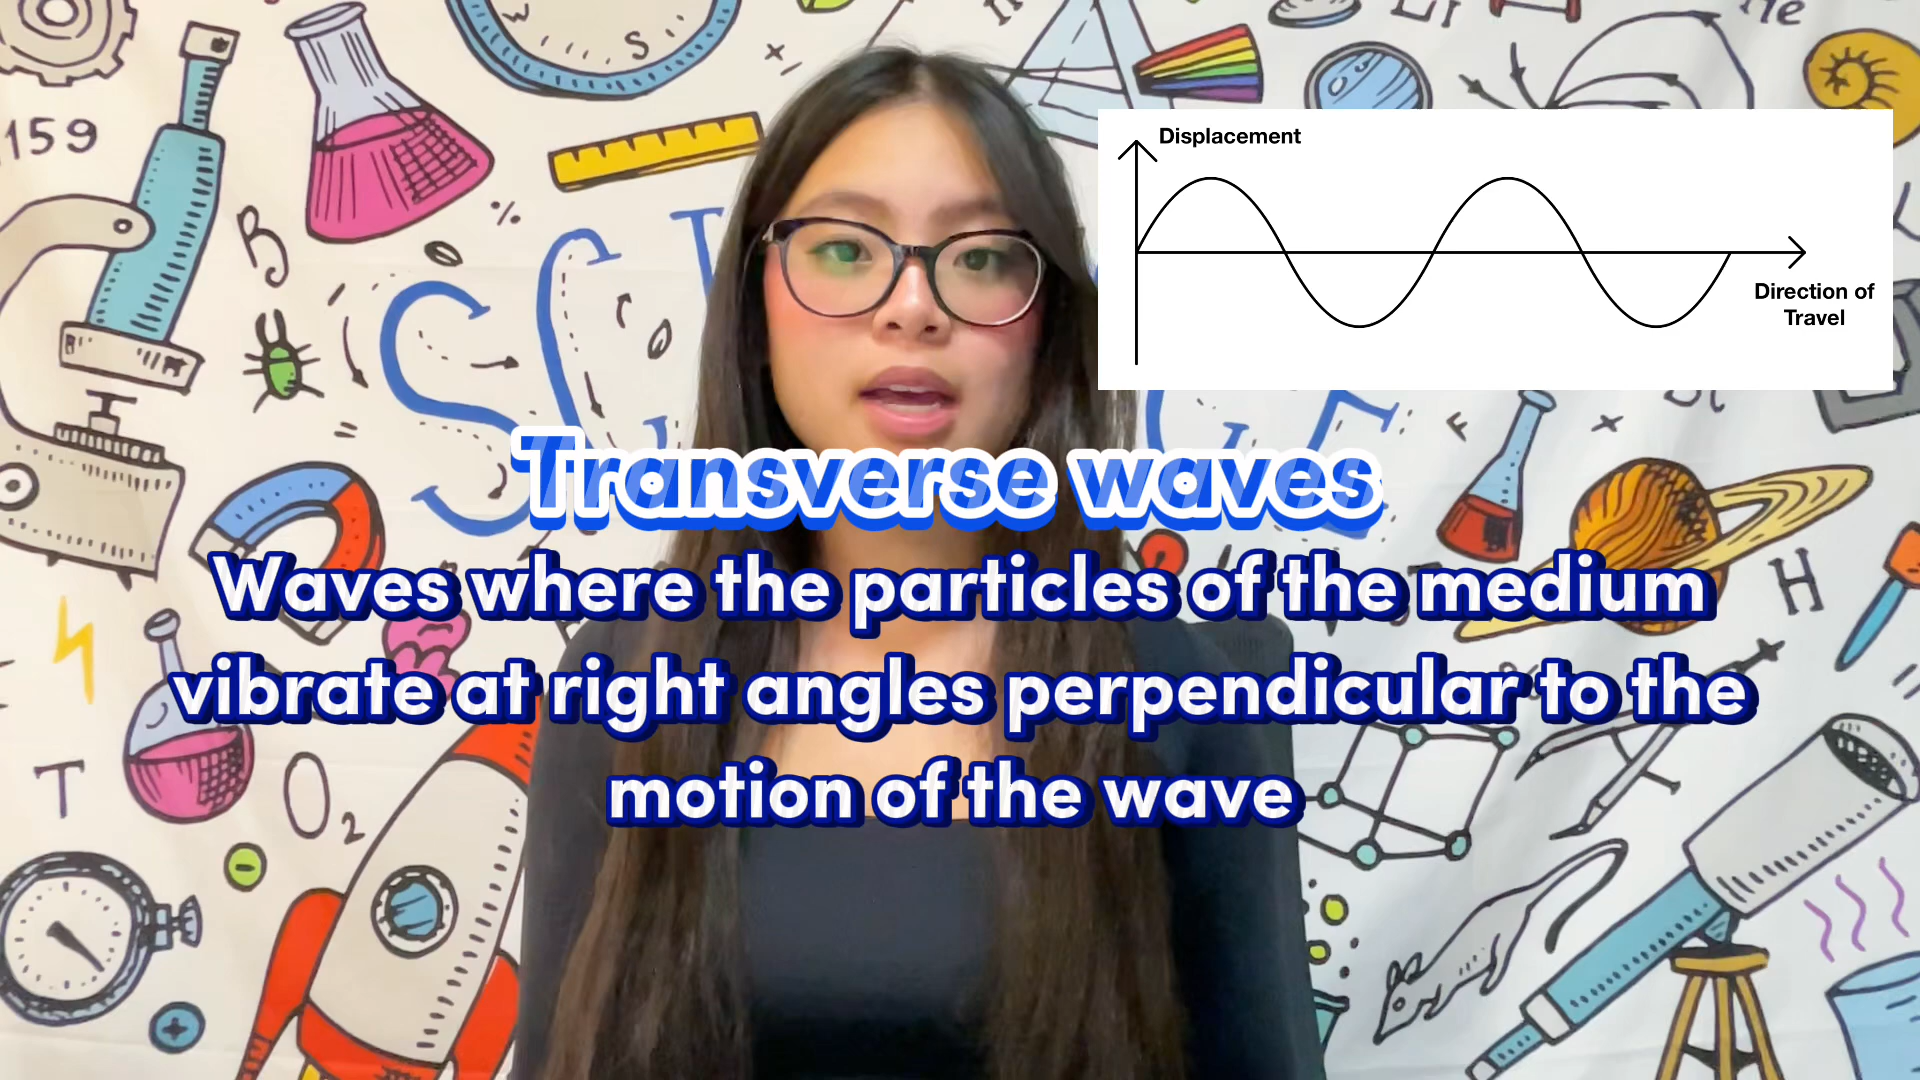 159
B
%
S
T
O2
H
F
Displacement
Direction of
Travel
Transverse waves
Waves where the particles of the medium
vibrate at right angles perpendicular to the
motion of the wave